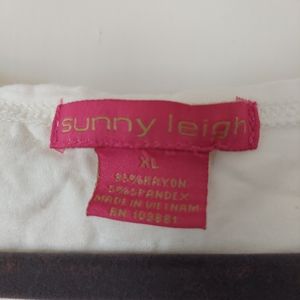 sunny leigh
XL
95%RAYON
5%SPANDEX
MADE IN VIETNAM
RN 109881